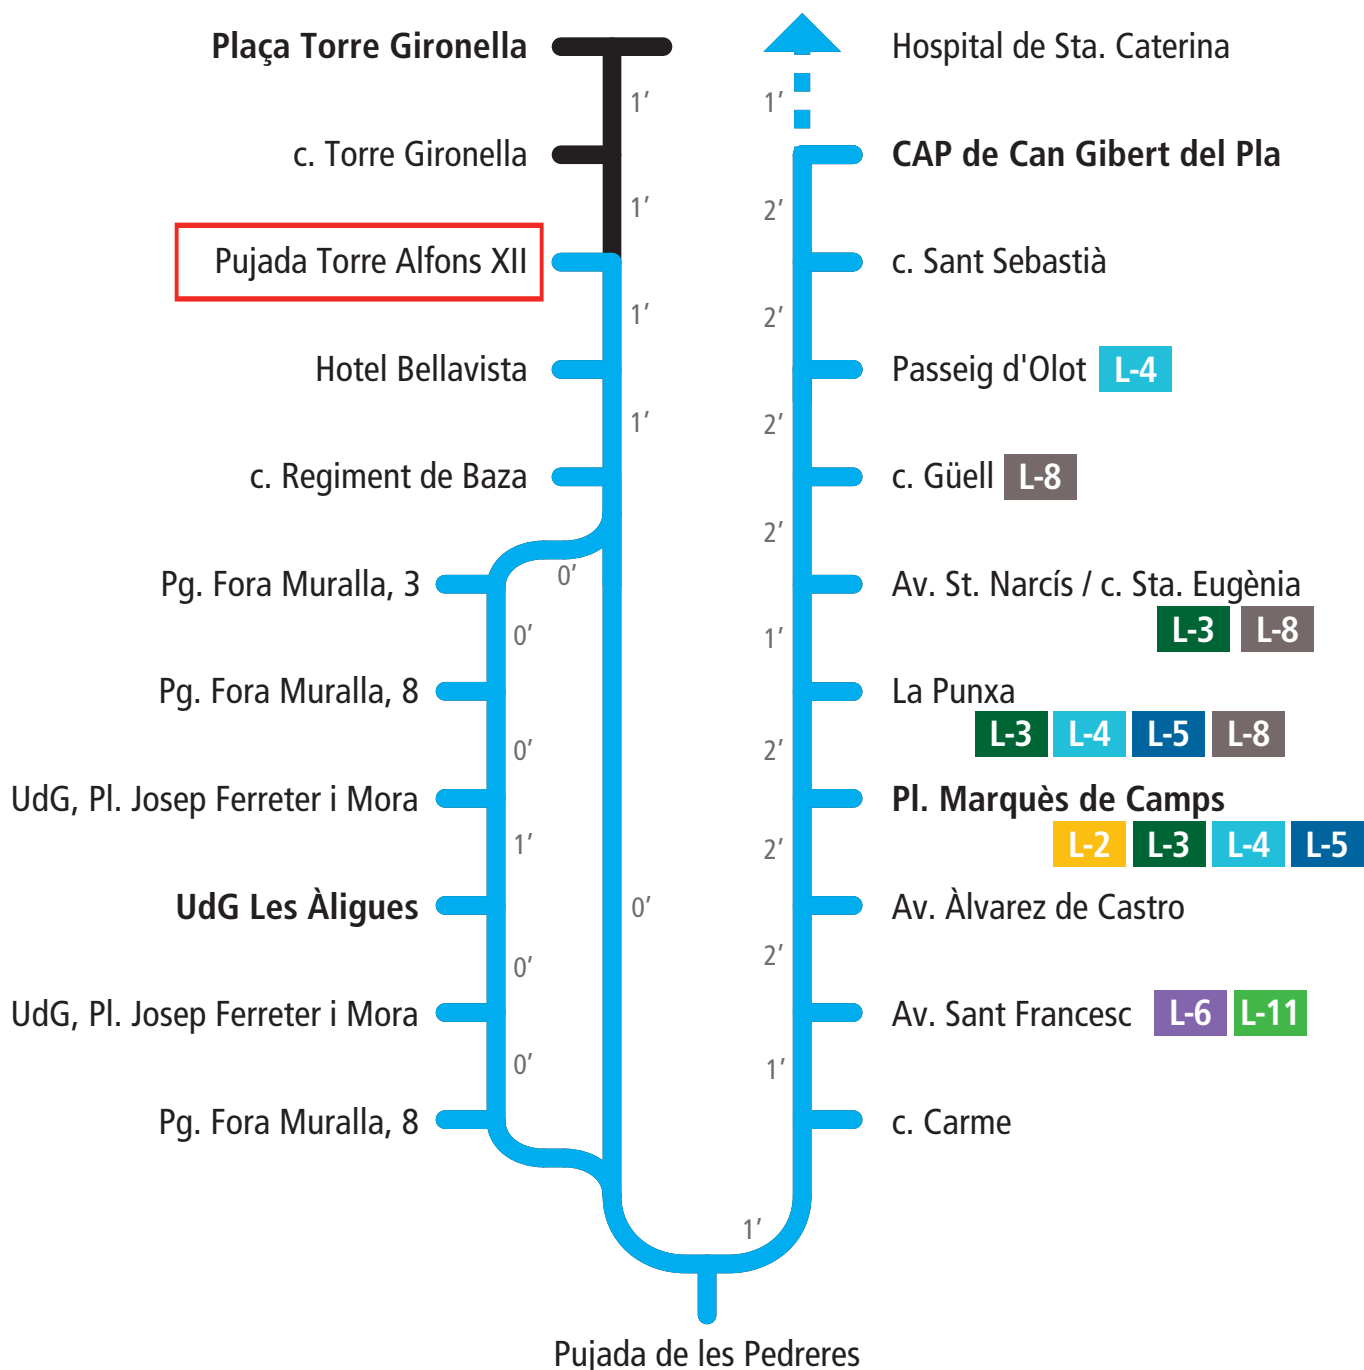 Plaça Torre Gironella
1’
c. Torre Gironella
1’
Pujada Torre Alfons XII
1’
Hotel Bellavista
1’
c. Regiment de Baza
0’
Pg. Fora Muralla, 3
0’
Pg. Fora Muralla, 8
0’
UdG, Pl. Josep Ferreter i Mora
1’
UdG Les Àligues
0’
0’
UdG, Pl. Josep Ferreter i Mora
0’
Pg. Fora Muralla, 8
Pujada de les Pedreres
1’
c. Carme
1’
Av. Sant Francesc L-6 L-11
2’
Av. Àlvarez de Castro
2’
Pl. Marquès de Camps
L-2 L-3 L-4 L-5
2’
La Punxa
L-3 L-4 L-5 L-8
1’
Av. St. Narcís / c. Sta. Eugènia
L-3 L-8
2’
c. Güell L-8
2’
Passeig d'Olot L-4
2’
c. Sant Sebastià
2’
CAP de Can Gibert del Pla
1’
Hospital de Sta. Caterina